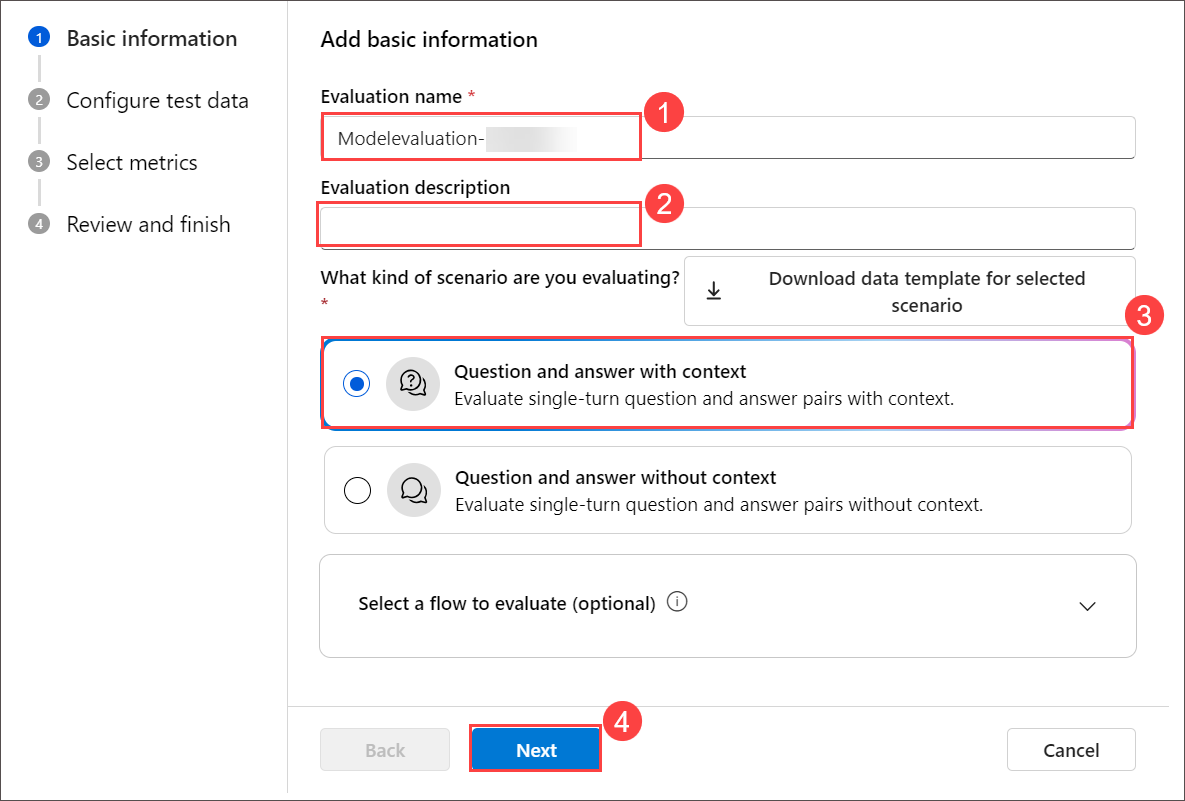 1 Basic information
2 Configure test data
3 Select metrics
4 Review and finish
Add basic information
Evaluation name *
1
Modelevaluation-
Evaluation description
2
What kind of scenario are you evaluating?
*
Download data template for selected
scenario
3
Question and answer with context
Evaluate single-turn question and answer pairs with context.
Question and answer without context
Evaluate single-turn question and answer pairs without context.
Select a flow to evaluate (optional)
4
Back
Next
Cancel